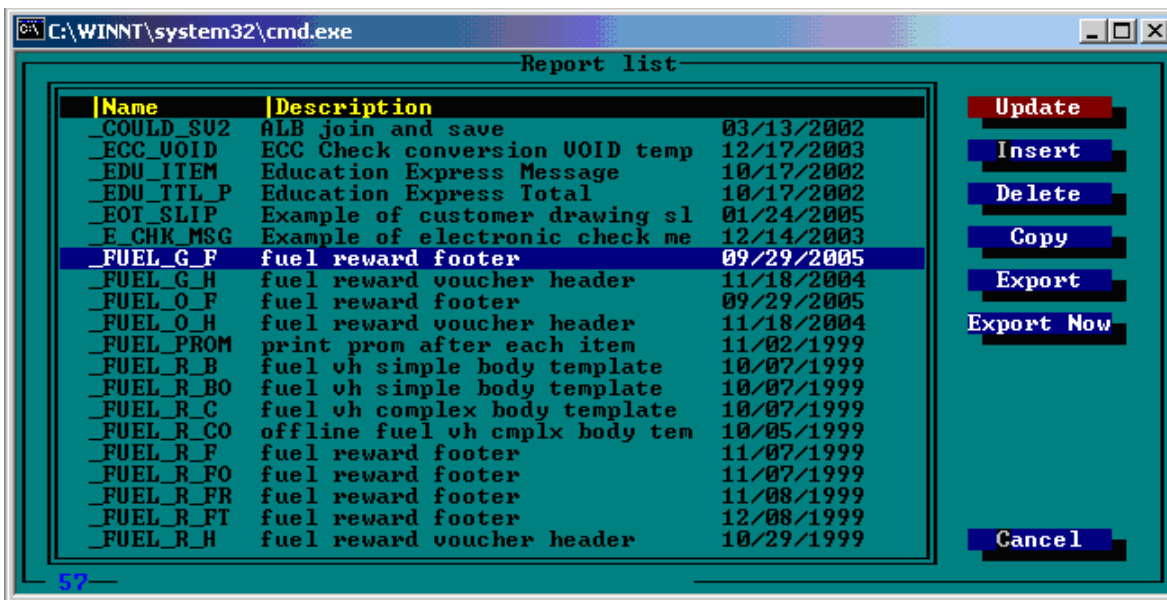 C:\WINNT\system32\cmd.exe
Report list
|Name |Description
_COULD_SV2 ALB join and save 03/13/2002
_ECC_VOID ECC Check conversion VOID temp 12/17/2003
_EDU_ITEM Education Express Message 10/17/2002
_EDU_TTL_P Education Express Total 10/17/2002
_EOT_SLIP Example of customer drawing sl 01/24/2005
_E_CHK_MSG Example of electronic check me 12/14/2003
_FUEL_G_F fuel reward footer 09/29/2005
_FUEL_G_H fuel reward voucher header 11/18/2004
_FUEL_O_F fuel reward footer 09/29/2005
_FUEL_O_H fuel reward voucher header 11/18/2004
_FUEL_PROM print prom after each item 11/02/1999
_FUEL_R_B fuel vh simple body template 10/07/1999
_FUEL_R_BO fuel vh simple body template 10/07/1999
_FUEL_R_C fuel vh complex body template 10/07/1999
_FUEL_R_CO offline fuel vh cmplx body tem 10/05/1999
_FUEL_R_F fuel reward footer 11/07/1999
_FUEL_R_FO fuel reward footer 11/07/1999
_FUEL_R_FR fuel reward footer 11/08/1999
_FUEL_R_FT fuel reward footer 12/08/1999
_FUEL_R_H fuel reward voucher header 10/29/1999
Update
Insert
Delete
Copy
Export
Export Now
Cancel
57